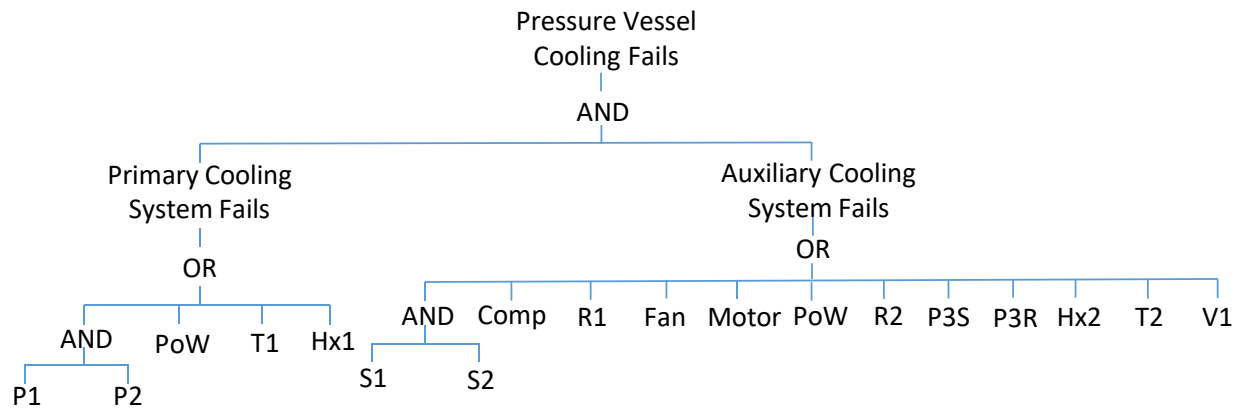 Pressure Vessel
Cooling Fails
AND
Primary Cooling
System Fails
Auxiliary Cooling
System Fails
OR
OR
AND
PoW
T1
Hx1
AND
Comp
R1
Fan
Motor
PoW
R2
P3S
P3R
Hx2
T2
V1
P1
P2
S1
S2